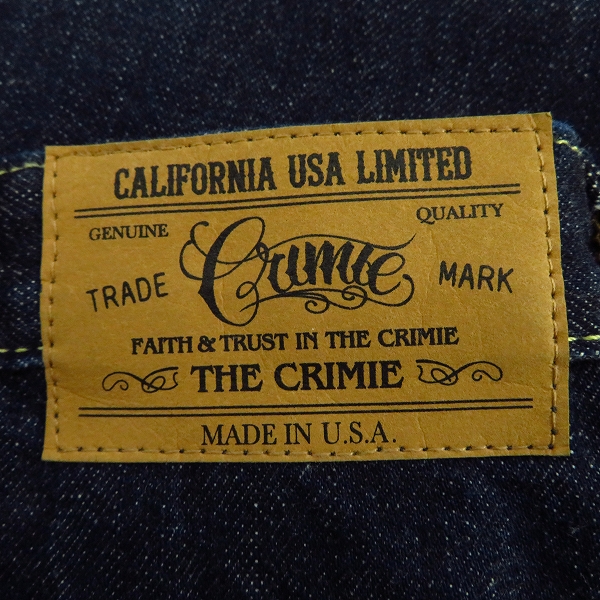 CALIFORNIA USA LIMITED
GENUINE QUALITY
TRADE Crimie MARK
FAITH & TRUST IN THE CRIMIE
THE CRIMIE
MADE IN U.S.A.